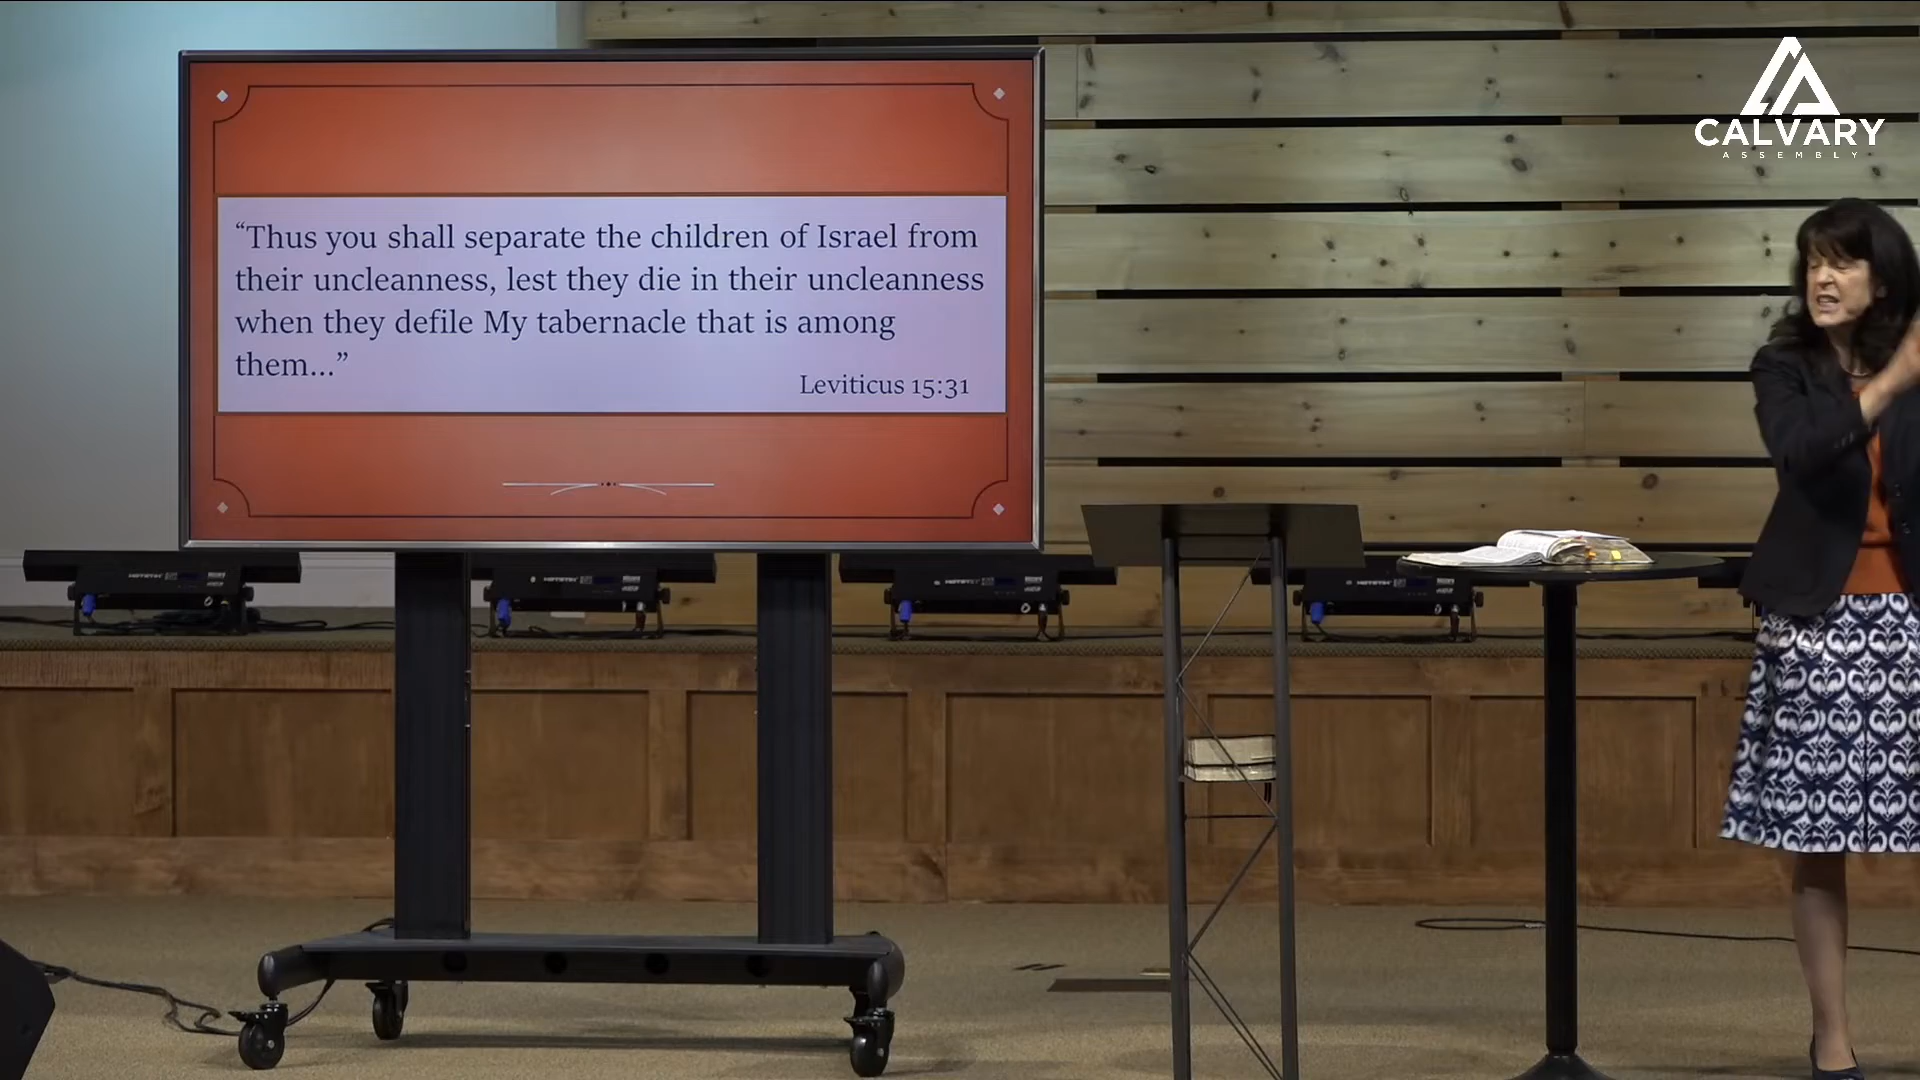 “Thus you shall separate the children of Israel from
their uncleanness, lest they die in their uncleanness
when they defile My tabernacle that is among
them...”
Leviticus 15:31
CALVARY
ASSEMBLY